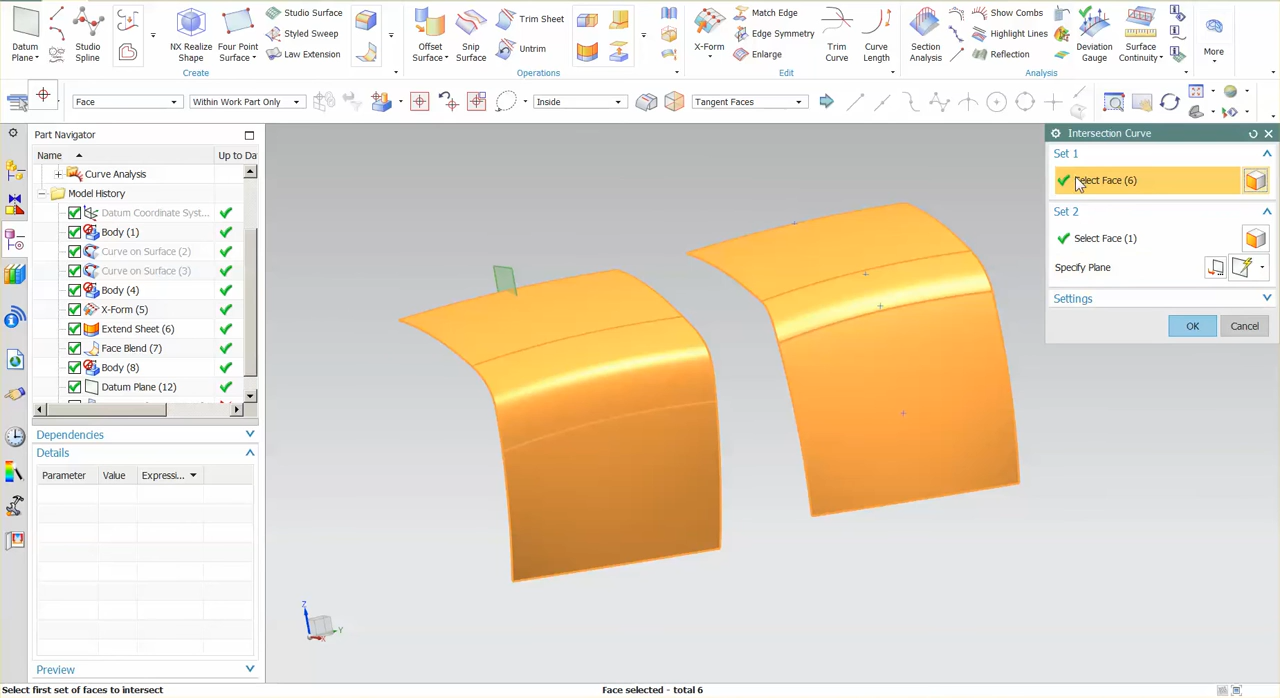 Datum
Plane
Studio
Spline
NX Realize
Shape
Four Point
Surface
Studio Surface
Styled Sweep
Law Extension
Create
Offset
Surface
Snip
Surface
Trim Sheet
Untrim
Operations
X-Form
Match Edge
Edge Symmetry
Enlarge
Trim
Curve
Curve
Length
Edit
Section
Analysis
Show Combs
Highlight Lines
Reflection
Deviation
Gauge
Surface
Continuity
Analysis
More
Face
Within Work Part Only
Inside
Tangent Faces
Part Navigator
Name
Up to Da
Curve Analysis
Model History
Datum Coordinate Syst...
Body (1)
Curve on Surface (2)
Curve on Surface (3)
Body (4)
X-Form (5)
Extend Sheet (6)
Face Blend (7)
Body (8)
Datum Plane (12)
Dependencies
Details
Parameter Value Expressi...
Preview
Intersection Curve
Set 1
Select Face (6)
Set 2
Select Face (1)
Specify Plane
Settings
OK
Cancel
Z
Y
X
Select first set of faces to intersect
Face selected - total 6